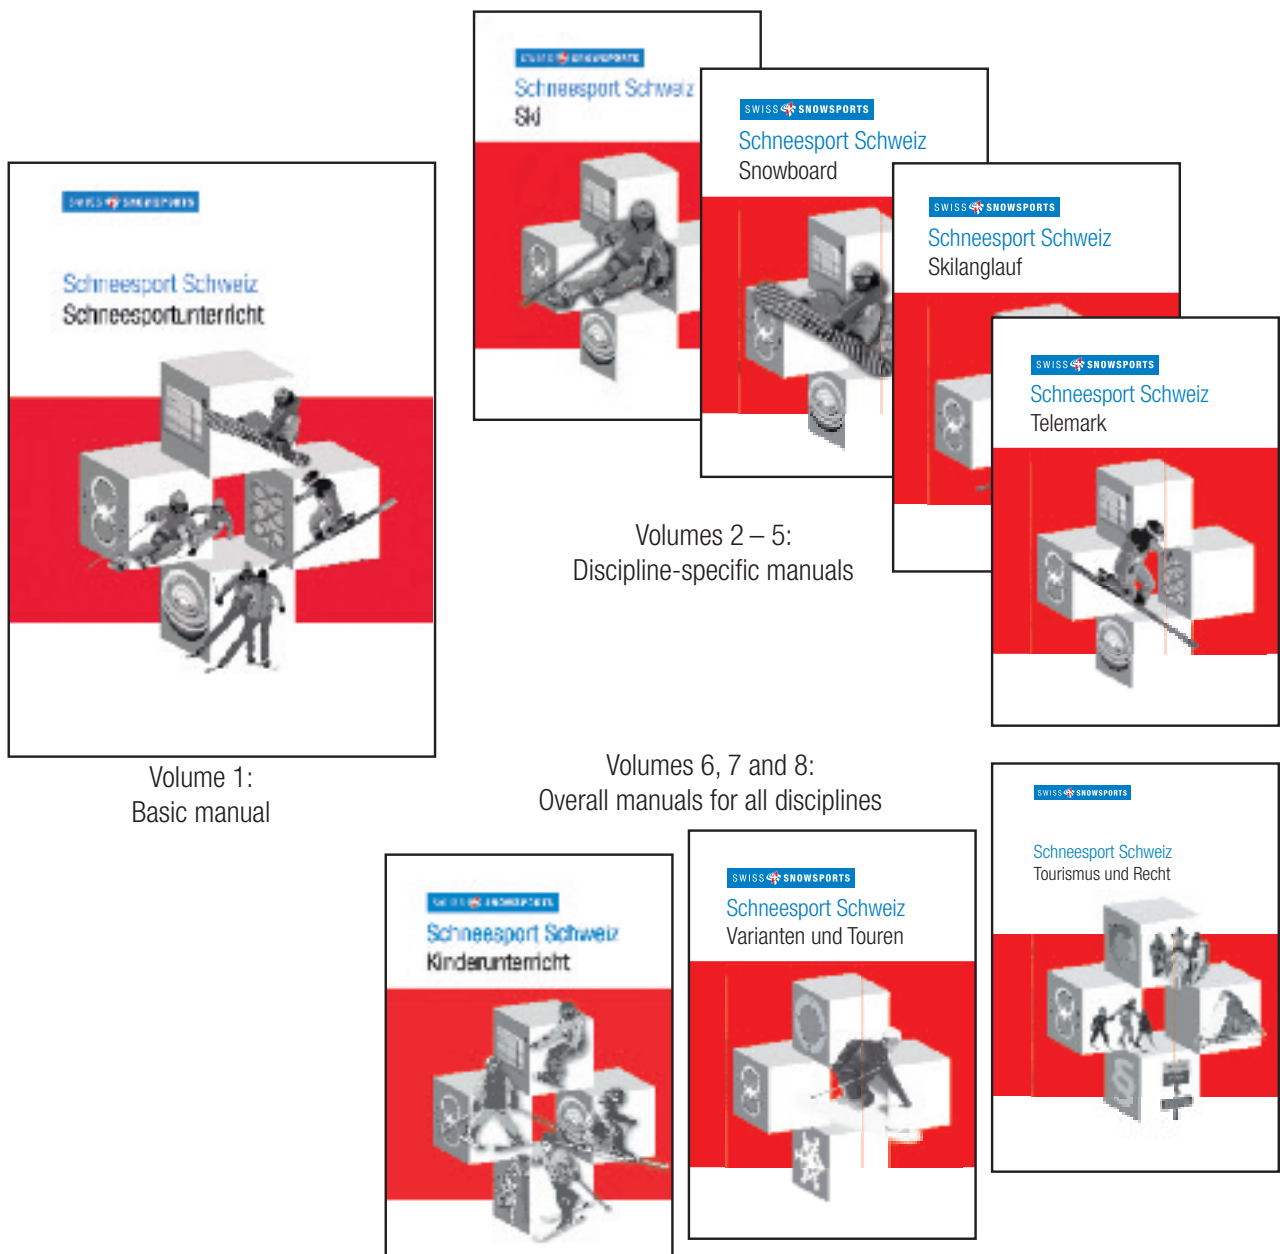 SWISS SNOWSPORTS
Schneesport Schweiz
Ski
SWISS SNOWSPORTS
Schneesport Schweiz
Snowboard
SWISS SNOWSPORTS
Schneesport Schweiz
Skilanglauf
SWISS SNOWSPORTS
Schneesport Schweiz
Telemark
SWISS SNOWSPORTS
Schneesport Schweiz
Schneesportunterricht
Volumes 2 – 5:
Discipline-specific manuals
Volume 1:
Basic manual
Volumes 6, 7 and 8:
Overall manuals for all disciplines
SWISS SNOWSPORTS
Schneesport Schweiz
Kinderunterricht
SWISS SNOWSPORTS
Schneesport Schweiz
Varianten und Touren
SWISS SNOWSPORTS
Schneesport Schweiz
Tourismus und Recht
§